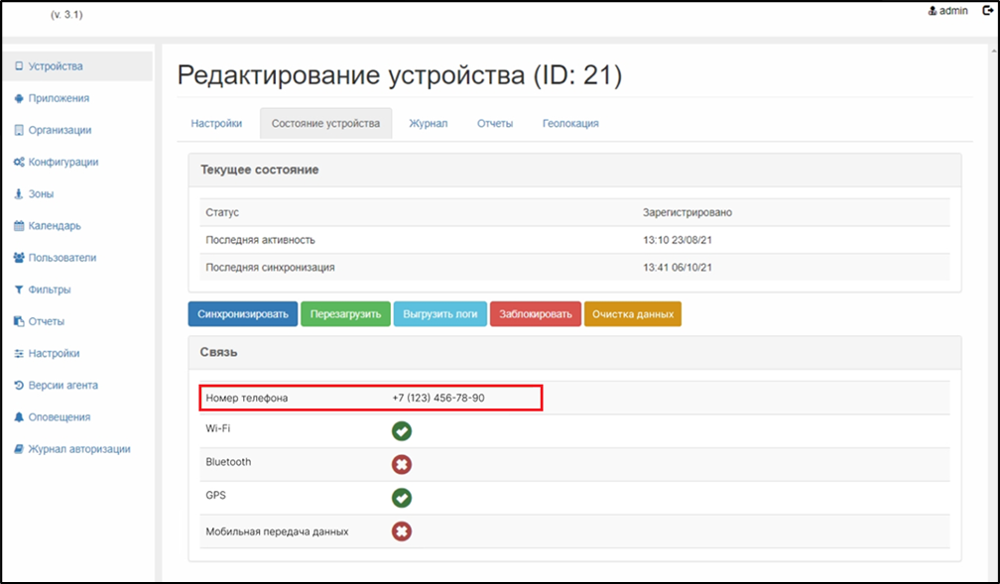 (v. 3.1)
admin
Устройства
Приложения
Организации
Конфигурации
Зоны
Календарь
Пользователи
Фильтры
Отчеты
Настройки
Версии агента
Оповещения
Журнал авторизации
Редактирование устройства (ID: 21)
Настройки Состояние устройства Журнал Отчеты Геолокация
Текущее состояние
Статус Зарегистрировано
Последняя активность 13:10 23/08/21
Последняя синхронизация 13:41 06/10/21
Синхронизировать Перезагрузить Выгрузить логи Заблокировать Очистка данных
Связь
Номер телефона +7 (123) 456-78-90
Wi-Fi
Bluetooth
GPS
Мобильная передача данных